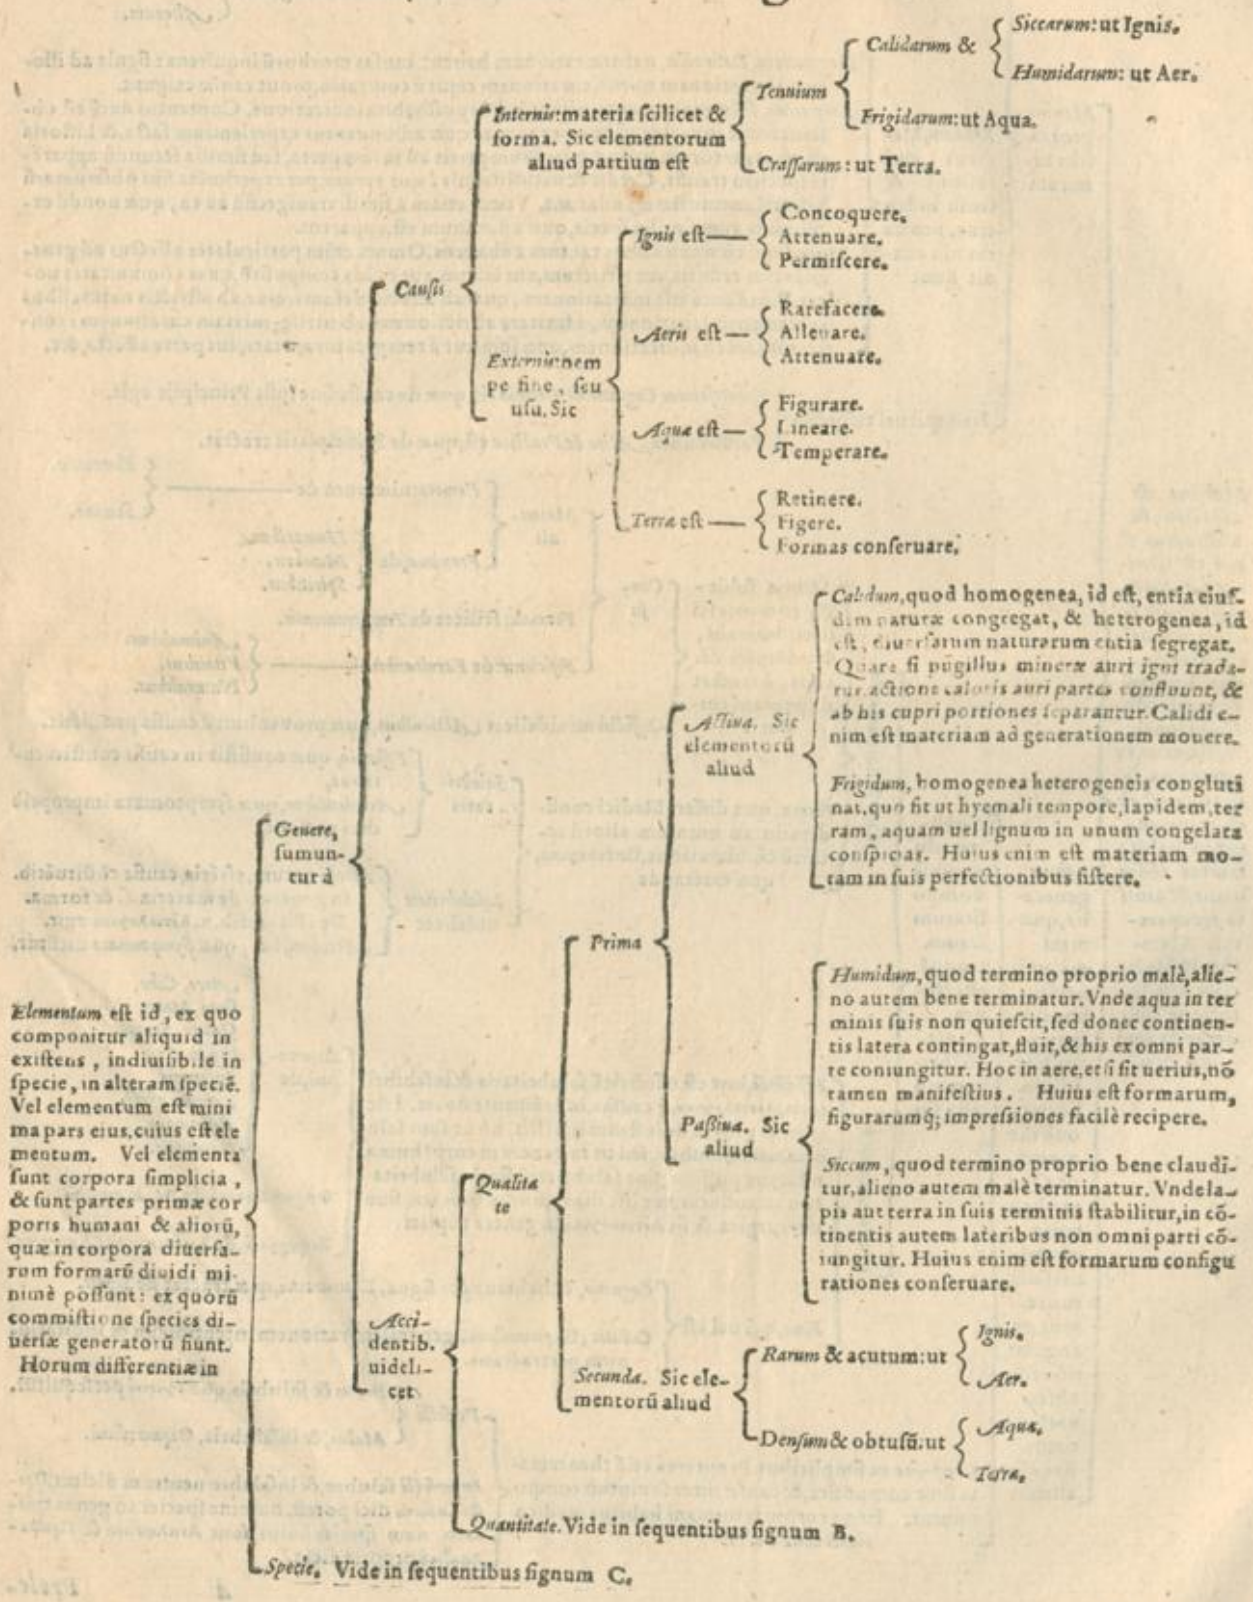 Siccarum: ut Ignis.
Calidarum &
Humidarum: ut Aer.
Tenuium
Frigidarum: ut Aqua.
Internis: materia ſcilicet &
forma. Sic elementorum
aliud partium eſt
Craſſarum: ut Terra.
Cauſis
Ignis eſt
Concoquere.
Attenuare.
Permiſcere.
Externis: nem
pe fine, ſeu
uſu. Sic
Aeris eſt
Rarefacere.
Alleuare.
Attenuare.
Aquæ eſt
Figurare.
Lineare.
Temperare.
Terræ eſt
Retinere.
Figere.
Formas conſeruare.
Calidum, quod homogenea, id eſt, entia eiuſ-
dem naturæ congregat, & heterogenea, id
eſt, diuerſarum naturarum entia ſegregat.
Quare ſi pugillus mineræ auri igni trada-
tur, actione caloris auri partes confluunt, &
ab his cupri portiones ſeparantur. Calidi e-
nim eſt materiam ad generationem mouere.
Actiua. Sic
elementorū
aliud
Frigidum, homogenea heterogeneis congluti
nat, quo fit ut hyemali tempore, lapidem, ter
ram, aquam uel lignum in unum congelata
conſpicias. Huius enim eſt materiam mo-
tam in ſuis perfectionibus ſiſtere.
Genere,
ſumun-
tur à
Prima
Elementum eſt id, ex quo
componitur aliquid in
exiſtens, indiuiſibile in
ſpecie, in alteram ſpeciē.
Vel elementum eſt mini
ma pars eius, cuius eſt ele
mentum. Vel elementa
ſunt corpora ſimplicia,
& ſunt partes primæ cor
poris humani & aliorū,
quæ in corpora diuerſa-
rum formarū diuidi mi-
nimè poſſunt: ex quorū
commiſtione ſpecies di-
uerſæ generatorū fiunt.
Horum differentiæ in
Humidum, quod termino proprio malè, alie-
no autem bene terminatur. Vnde aqua in ter
minis ſuis non quieſcit, ſed donec continen-
tis latera contingat, fluit, & his ex omni par-
te coniungitur. Hoc in aere, etſi ſit uerius, nō
tamen manifeſtius. Huius eſt formarum,
figurarumq́; impreſsiones facilè recipere.
Paßiua. Sic
aliud
Siccum, quod termino proprio bene claudi-
tur, alieno autem malè terminatur. Vnde la-
pis aut terra in ſuis terminis ſtabilitur, in cō-
tinentis autem lateribus non omni parti cō-
iungitur. Huius enim eſt formarum configu
rationes conſeruare.
Qualita
te
Acci-
dentib.
uideli-
cet
Secunda. Sic ele-
mentorū aliud
Rarum & acutum: ut
Ignis.
Aer.
Denſum & obtuſū: ut
Aqua.
Terra.
Quantitate. Vide in ſequentibus ſignum B.
Specie. Vide in ſequentibus ſignum C.